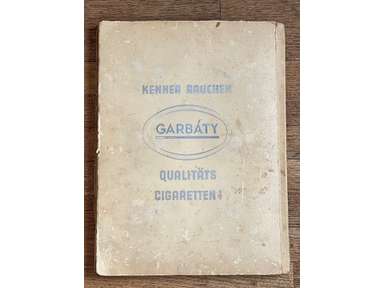 KENNER RAUCHEN
GARBÁTY
QUALITÄTS
CIGARETTEN!